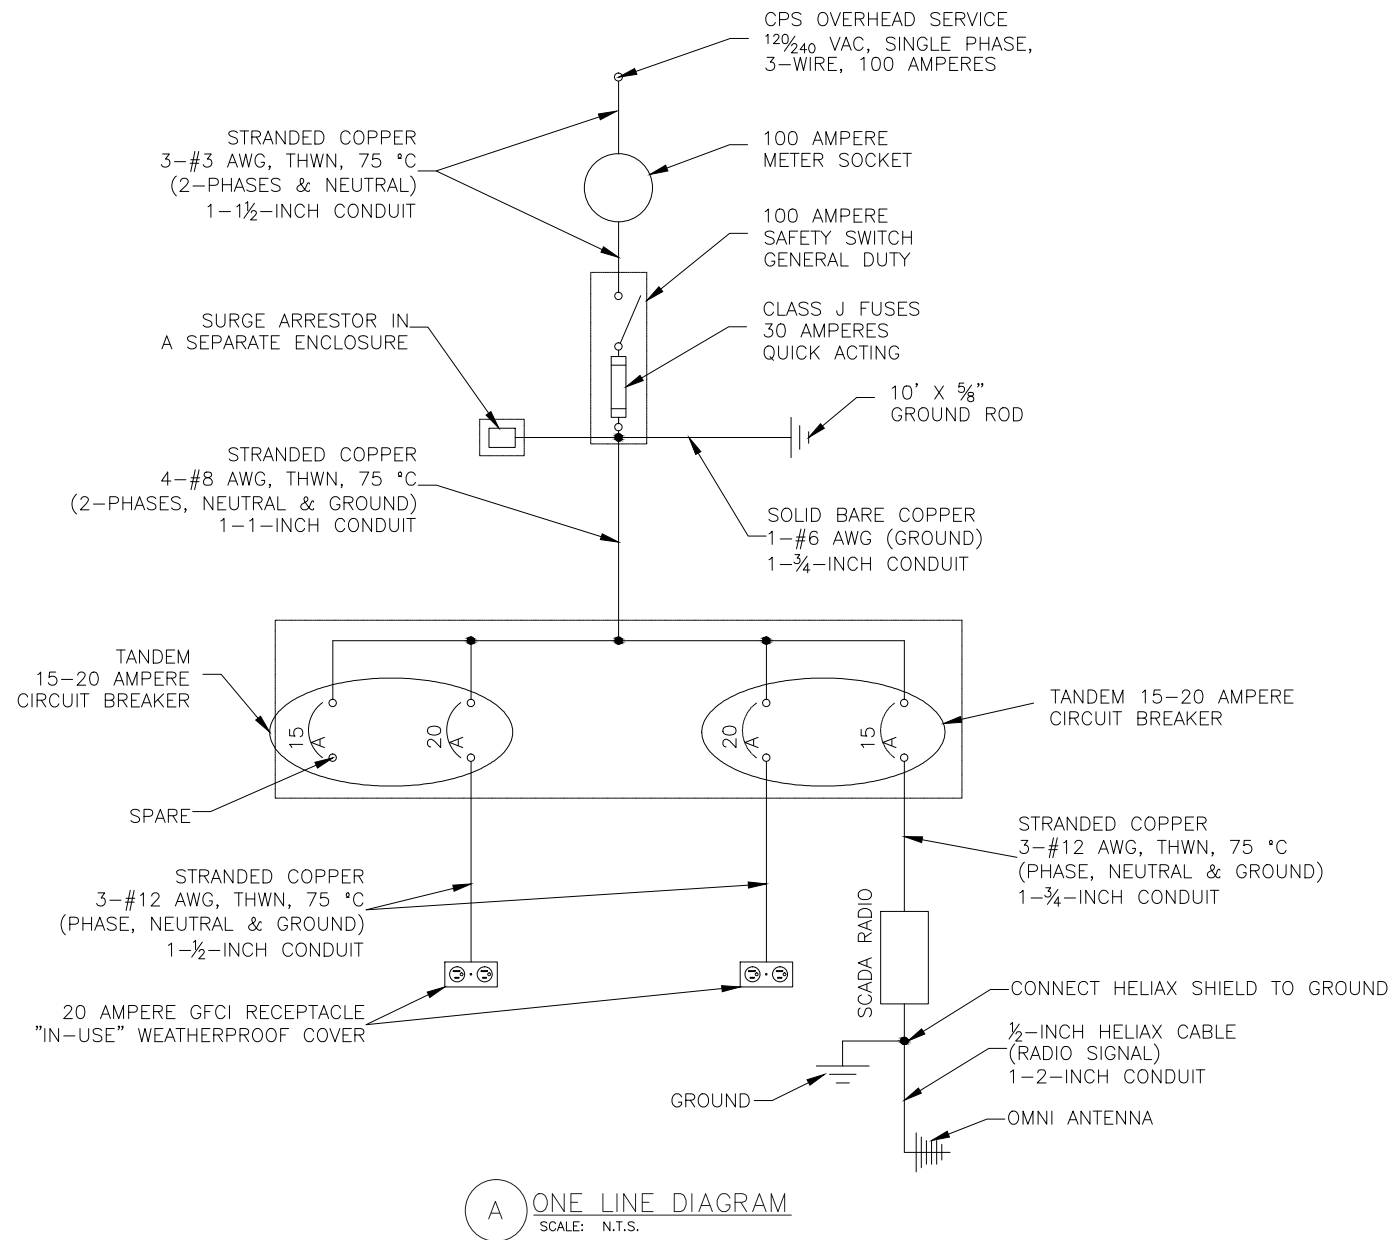 CPS OVERHEAD SERVICE
120/240 VAC, SINGLE PHASE,
3-WIRE, 100 AMPERES
STRANDED COPPER
3-#3 AWG, THWN, 75 °C
(2-PHASES & NEUTRAL)
1-1½-INCH CONDUIT
100 AMPERE
METER SOCKET
100 AMPERE
SAFETY SWITCH
GENERAL DUTY
SURGE ARRESTOR IN
A SEPARATE ENCLOSURE
CLASS J FUSES
30 AMPERES
QUICK ACTING
10' X ⅝"
GROUND ROD
STRANDED COPPER
4-#8 AWG, THWN, 75 °C
(2-PHASES, NEUTRAL & GROUND)
1-1-INCH CONDUIT
SOLID BARE COPPER
1-#6 AWG (GROUND)
1-¾-INCH CONDUIT
TANDEM
15-20 AMPERE
CIRCUIT BREAKER
15
A
20
A
20
A
15
A
TANDEM 15-20 AMPERE
CIRCUIT BREAKER
SPARE
STRANDED COPPER
3-#12 AWG, THWN, 75 °C
(PHASE, NEUTRAL & GROUND)
1-¾-INCH CONDUIT
STRANDED COPPER
3-#12 AWG, THWN, 75 °C
(PHASE, NEUTRAL & GROUND)
1-½-INCH CONDUIT
SCADA RADIO
20 AMPERE GFCI RECEPTACLE
"IN-USE" WEATHERPROOF COVER
CONNECT HELIAX SHIELD TO GROUND
½-INCH HELIAX CABLE
(RADIO SIGNAL)
1-2-INCH CONDUIT
GROUND
OMNI ANTENNA
A
ONE LINE DIAGRAM
SCALE: N.T.S.